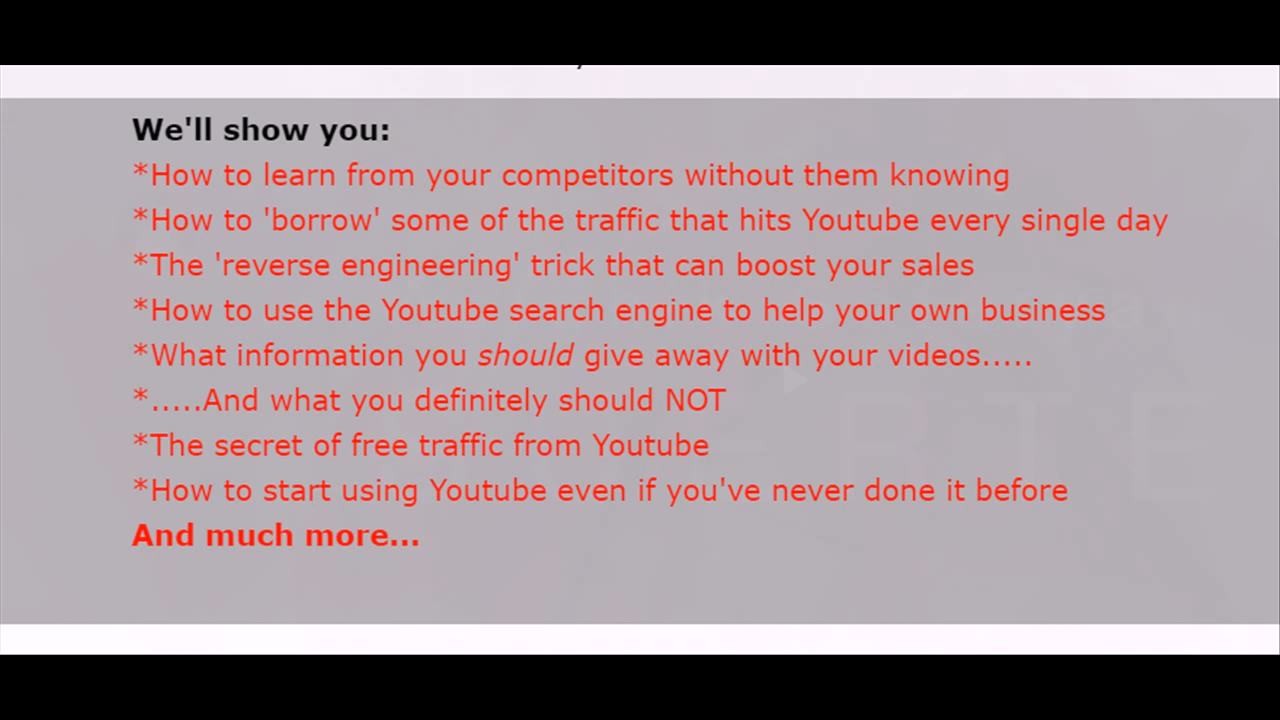 We'll show you:
*How to learn from your competitors without them knowing
*How to 'borrow' some of the traffic that hits Youtube every single day
*The 'reverse engineering' trick that can boost your sales
*How to use the Youtube search engine to help your own business
*What information you should give away with your videos.....
*.....And what you definitely should NOT
*The secret of free traffic from Youtube
*How to start using Youtube even if you've never done it before
And much more...